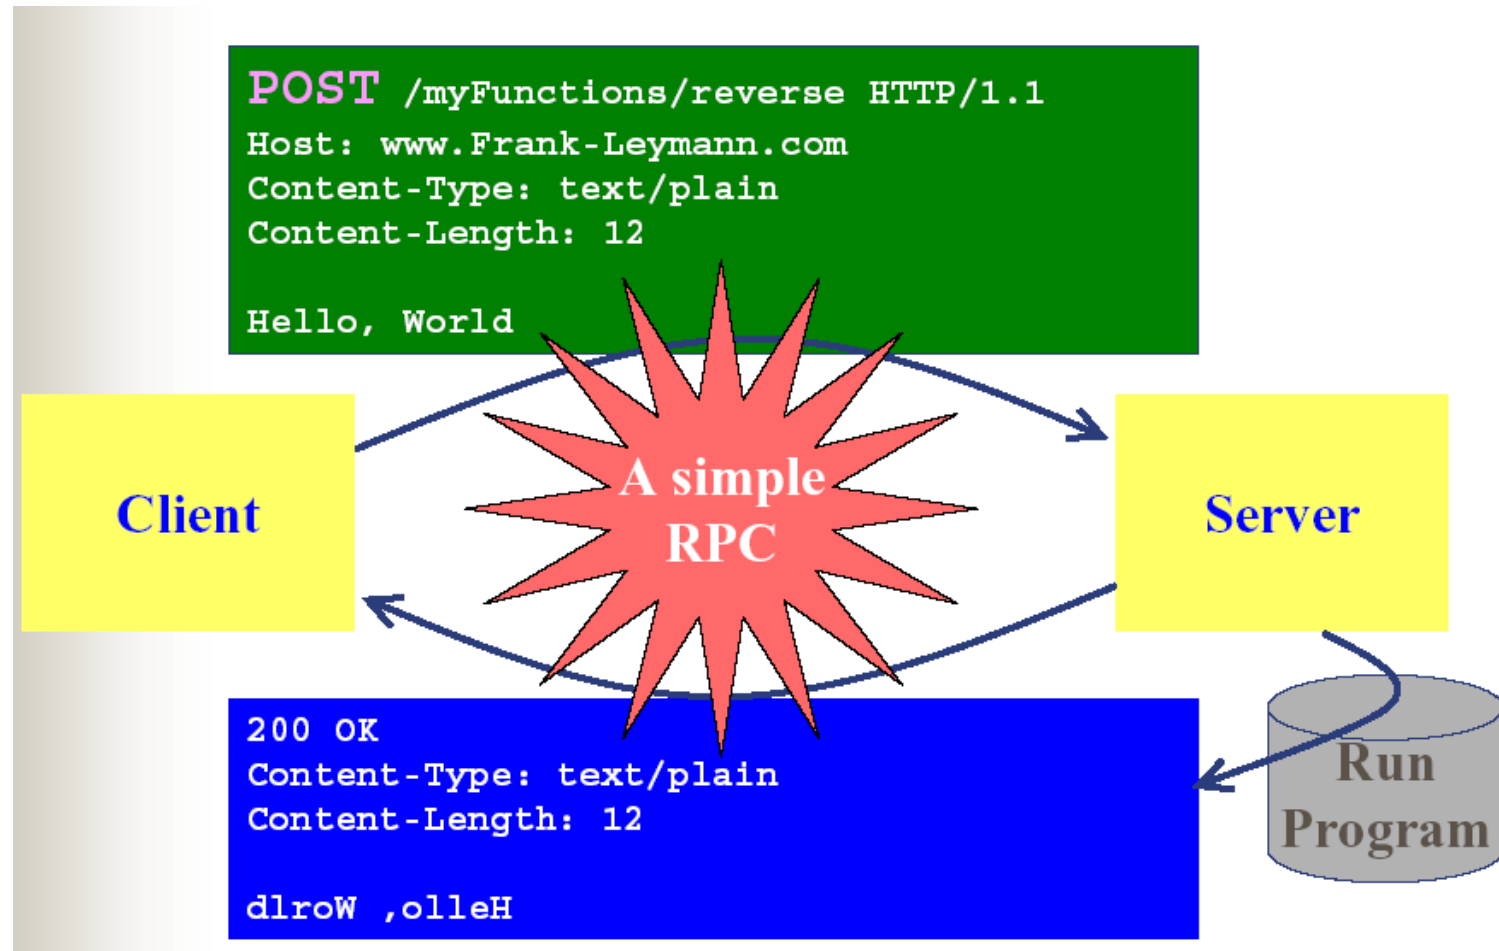 POST /myFunctions/reverse HTTP/1.1
Host: www.Frank-Leymann.com
Content-Type: text/plain
Content-Length: 12
Hello, World
A simple
RPC
Client
Server
200 OK
Content-Type: text/plain
Content-Length: 12
dlroW ,olleH
Run
Program